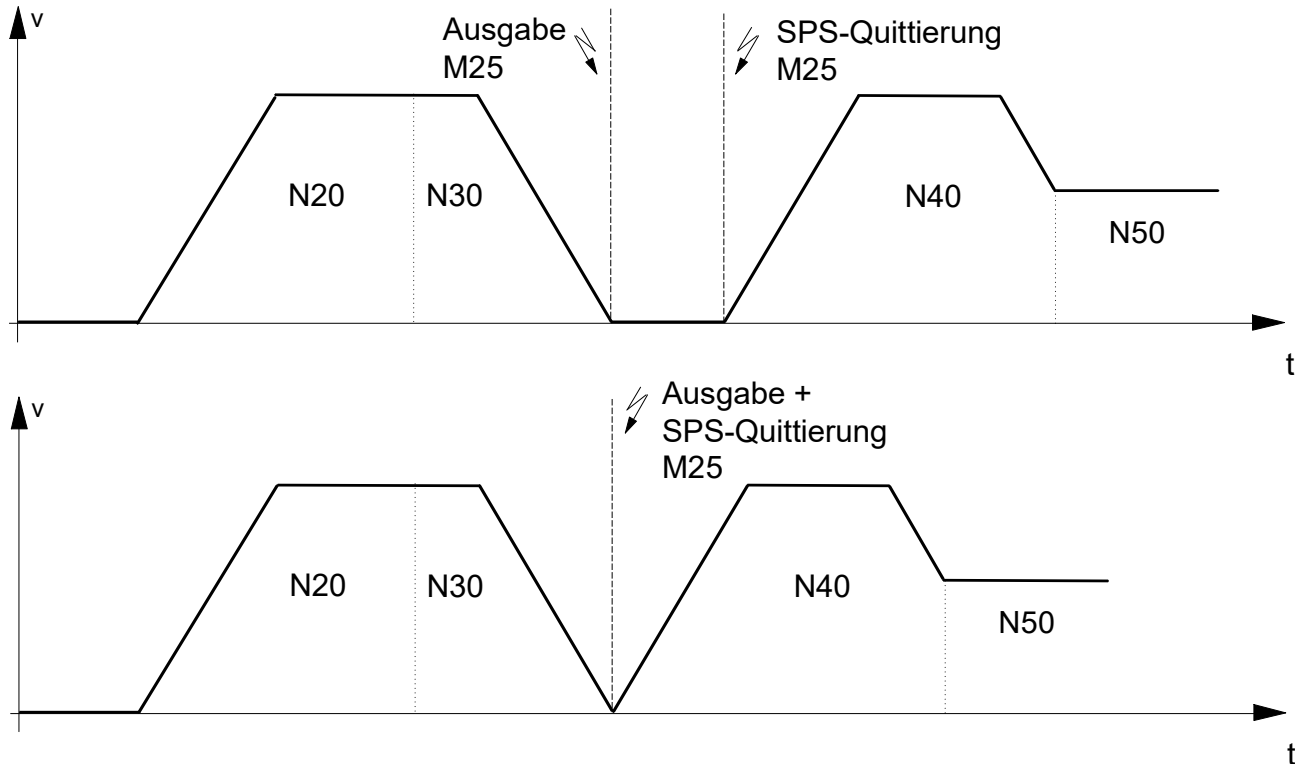 v
Ausgabe
M25
SPS-Quittierung
M25
N20
N30
N40
N50
t
v
Ausgabe +
SPS-Quittierung
M25
N20
N30
N40
N50
t